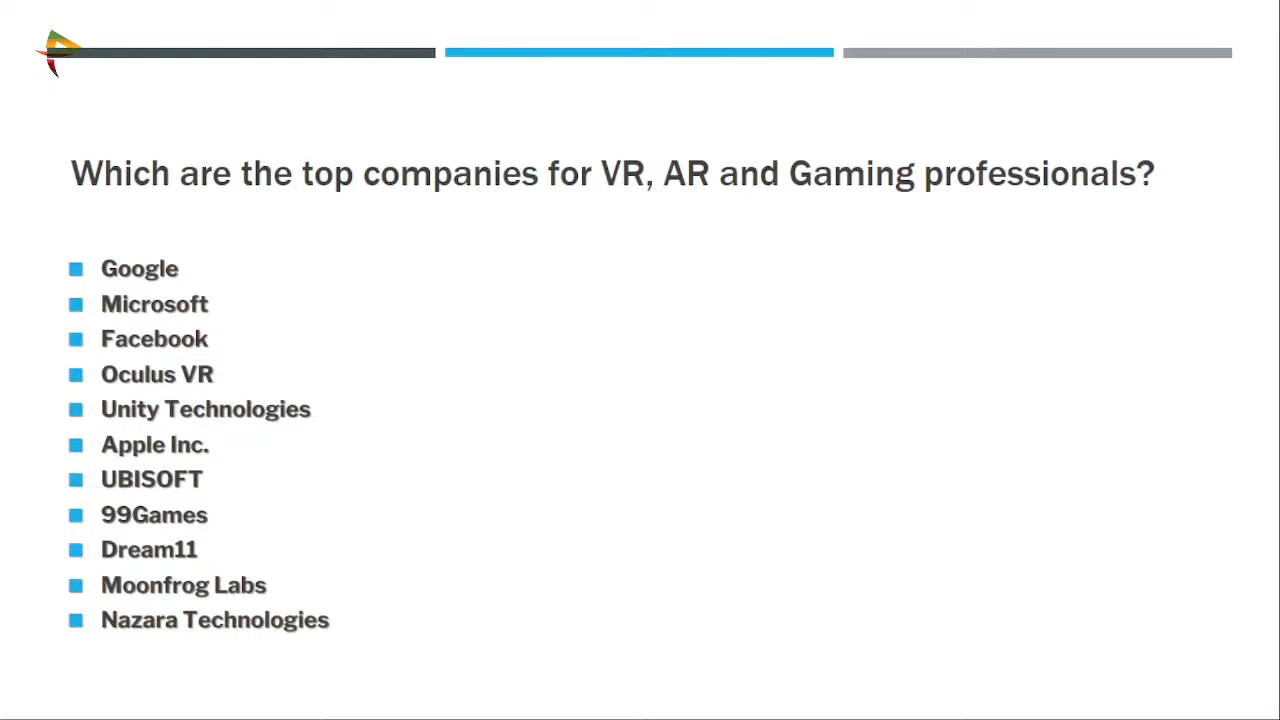 Which are the top companies for VR, AR and Gaming professionals?
Google
Microsoft
Facebook
Oculus VR
Unity Technologies
Apple Inc.
UBISOFT
99Games
Dream11
Moonfrog Labs
Nazara Technologies